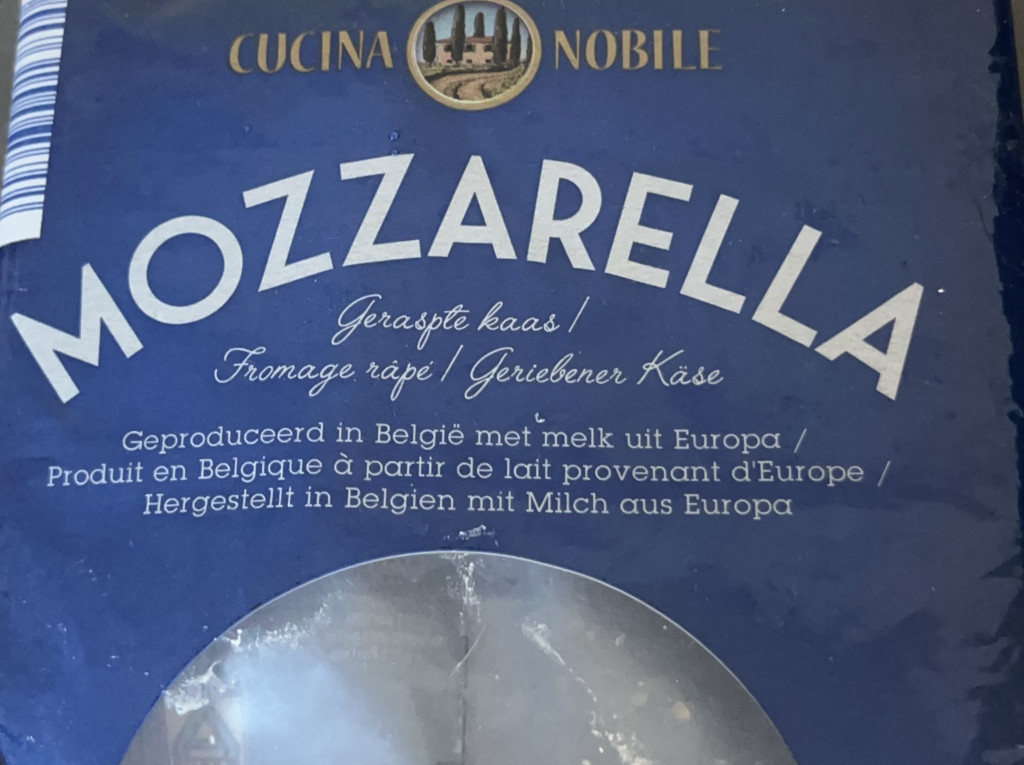 CUCINA NOBILE
MOZZARELLA
Geraspte kaas /
Fromage râpé / Geriebener Käse
Geproduceerd in België met melk uit Europa /
Produit en Belgique à partir de lait provenant d'Europe /
Hergestellt in Belgien mit Milch aus Europa